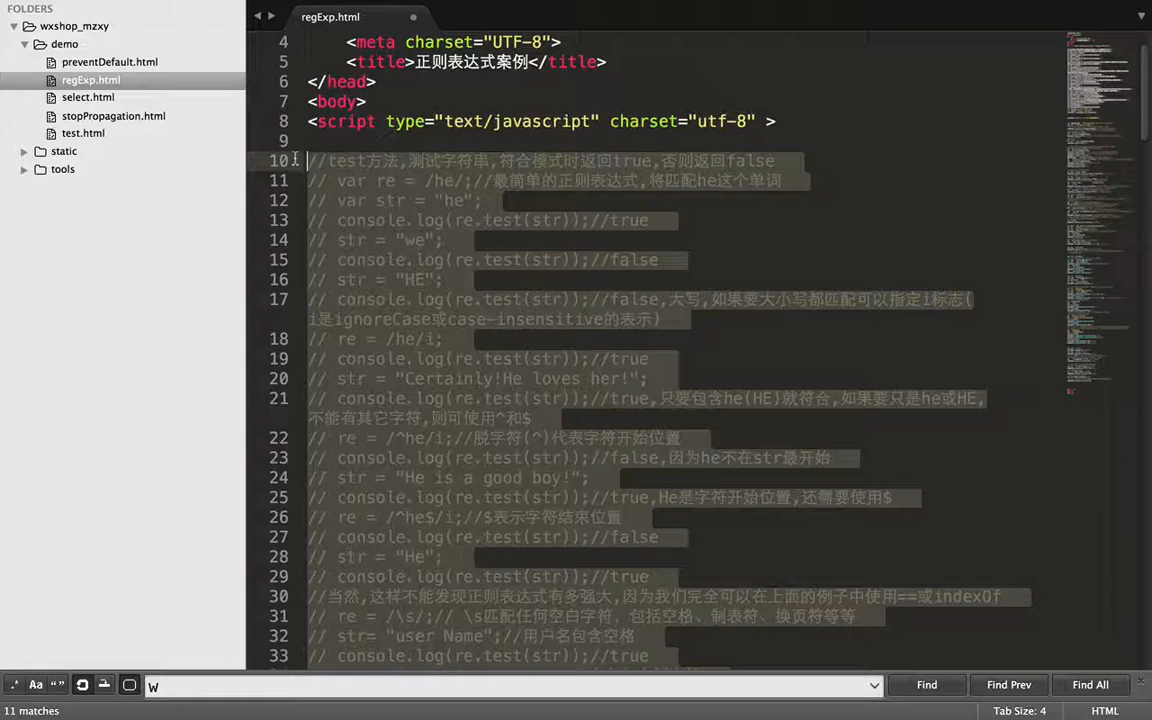 FOLDERS
wxshop_mzxy
demo
preventDefault.html
regExp.html
select.html
stopPropagation.html
test.html
static
tools
regExp.html
4 <meta charset="UTF-8">
5 <title>正则表达式案例</title>
6 </head>
7 <body>
8 <script type="text/javascript" charset="utf-8" >
9
10 //test方法,测试字符串,符合模式时返回true,否则返回false
11 // var re = /he/;//最简单的正则表达式,将匹配he这个单词
12 // var str = "he";
13 // console.log(re.test(str));//true
14 // str = "we";
15 // console.log(re.test(str));//false
16 // str = "HE";
17 // console.log(re.test(str));//false,大写,如果要大小写都匹配可以指定i标志(
i是ignoreCase或case-insensitive的表示)
18 // re = /he/i;
19 // console.log(re.test(str));//true
20 // str = "Certainly!He loves her!";
21 // console.log(re.test(str));//true,只要包含he(HE)就符合,如果要只是he或HE,
不能有其它字符,则可使用^和$
22 // re = /^he/i;//脱字符(^)代表字符开始位置
23 // console.log(re.test(str));//false,因为he不在str最开始
24 // str = "He is a good boy!";
25 // console.log(re.test(str));//true,He是字符开始位置,还需要使用$
26 // re = /^he$/i;//$表示字符结束位置
27 // console.log(re.test(str));//false
28 // str = "He";
29 // console.log(re.test(str));//true
30 //当然,这样不能发现正则表达式有多强大,因为我们完全可以在上面的例子中使用==或indexOf
31 // re = /\s/;// \s匹配任何空白字符，包括空格、制表符、换页符等等
32 // str= "user Name";//用户名包含空格
33 // console.log(re.test(str));//true
.* Aa “” W Find Find Prev Find All
11 matches Tab Size: 4 HTML